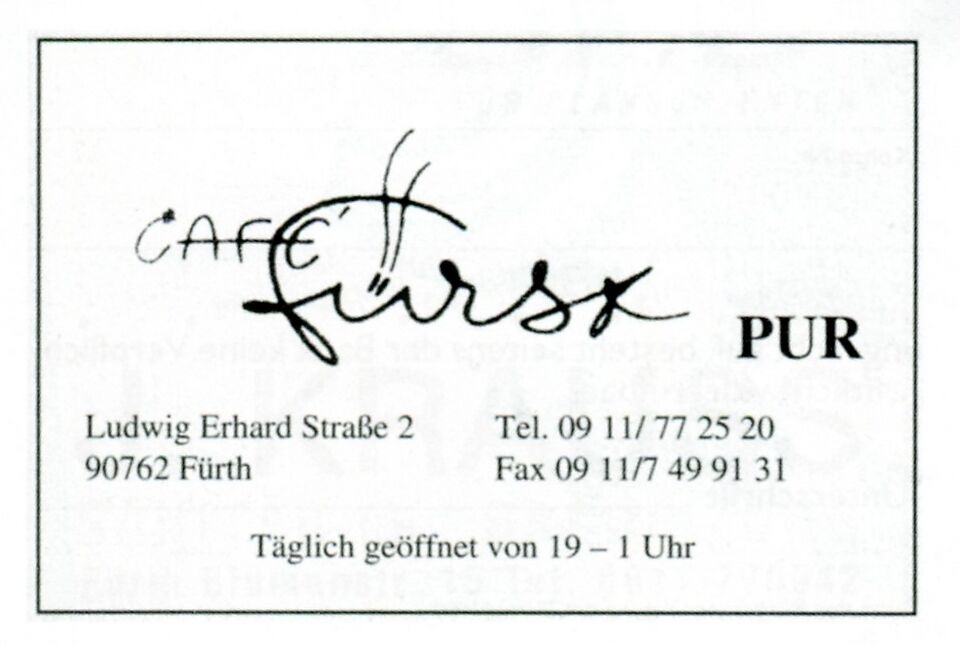 CAFÉ
Fürst
PUR
Ludwig Erhard Straße 2
90762 Fürth
Tel. 09 11/ 77 25 20
Fax 09 11/7 49 91 31
Täglich geöffnet von 19 – 1 Uhr